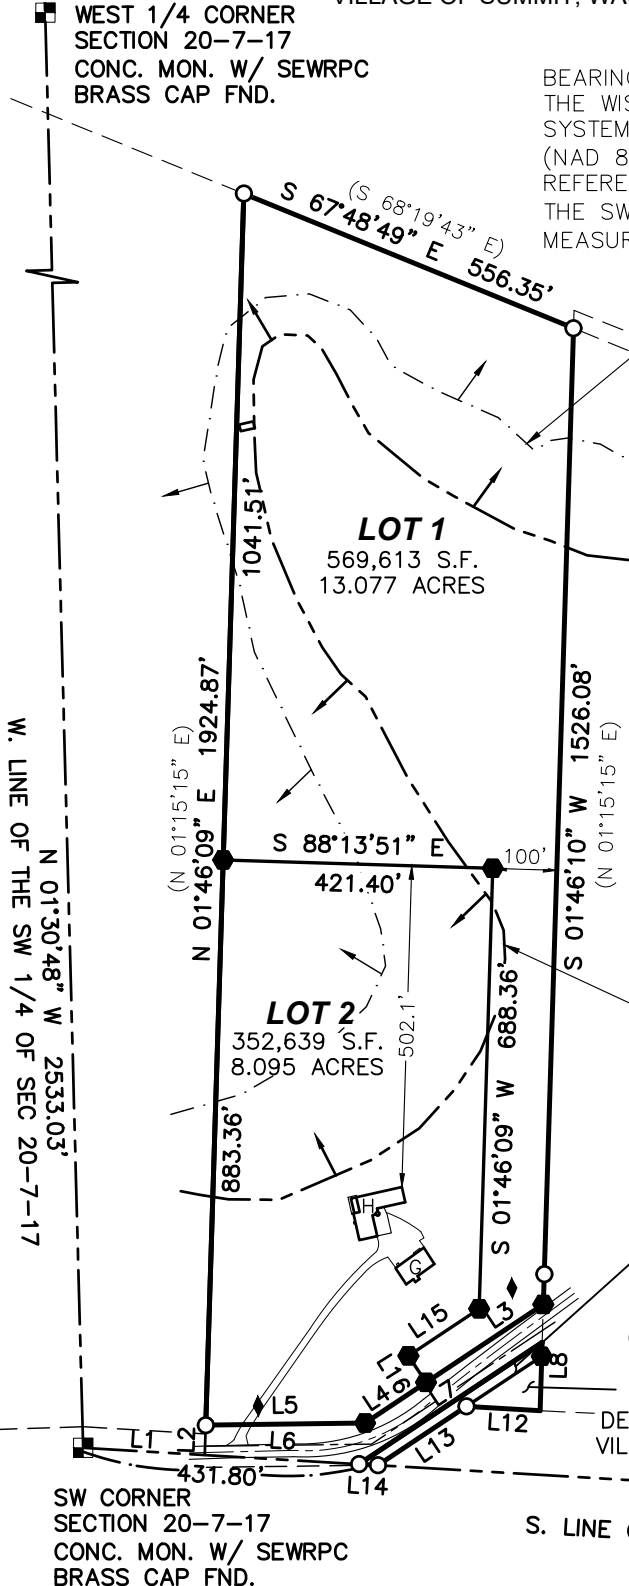 VILLAGE OF SUMMIT, WA
WEST 1/4 CORNER
SECTION 20-7-17
CONC. MON. W/ SEWRPC
BRASS CAP FND.
BEARING
THE WIS
SYSTEM
(NAD 8
REFERE
THE SW
MEASUR
(S 68°19'43" E)
S 67°48'49" E 556.35'
1041.51'
LOT 1
569,613 S.F.
13.077 ACRES
N 01°46'09" E 1924.87'
(N 01°15'15" E)
S 01°46'10" W 1526.08'
(N 01°15'15" E)
W. LINE OF THE SW 1/4 OF SEC 20-7-17
N 01°30'48" W 2533.03'
S 88°13'51" E
421.40'
100'
LOT 2
352,639 S.F.
8.095 ACRES
502.1'
S 01°46'09" W 688.36'
883.36'
H
G
L15
L3
L16
L4
L7
L8
L5
L6
L1
L2
L12
L13
L14
431.80'
DE
VIL
SW CORNER
SECTION 20-7-17
CONC. MON. W/ SEWRPC
BRASS CAP FND.
S. LINE